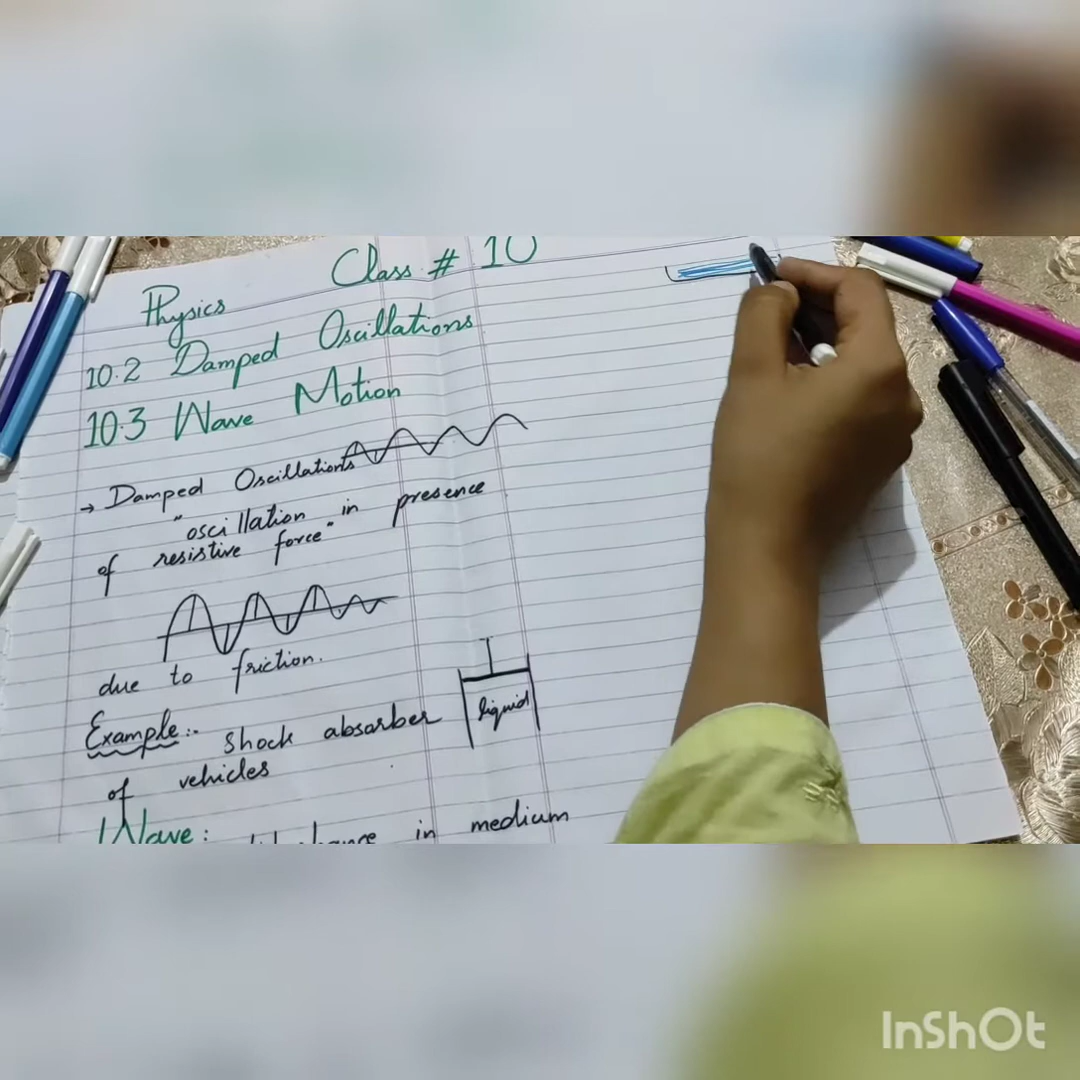 Class # 10
Physics
10.2 Damped Oscillations
10.3 Wave Motion
→ Damped Oscillations
"oscillation in presence
of resistive force"
due to friction.
Example:- Shock absorber
of vehicles
liquid
Wave: in medium
InShOt